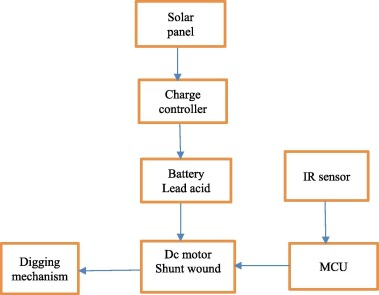 Solar
panel
Charge
controller
Battery
Lead acid
IR sensor
Digging
mechanism
Dc motor
Shunt wound
MCU